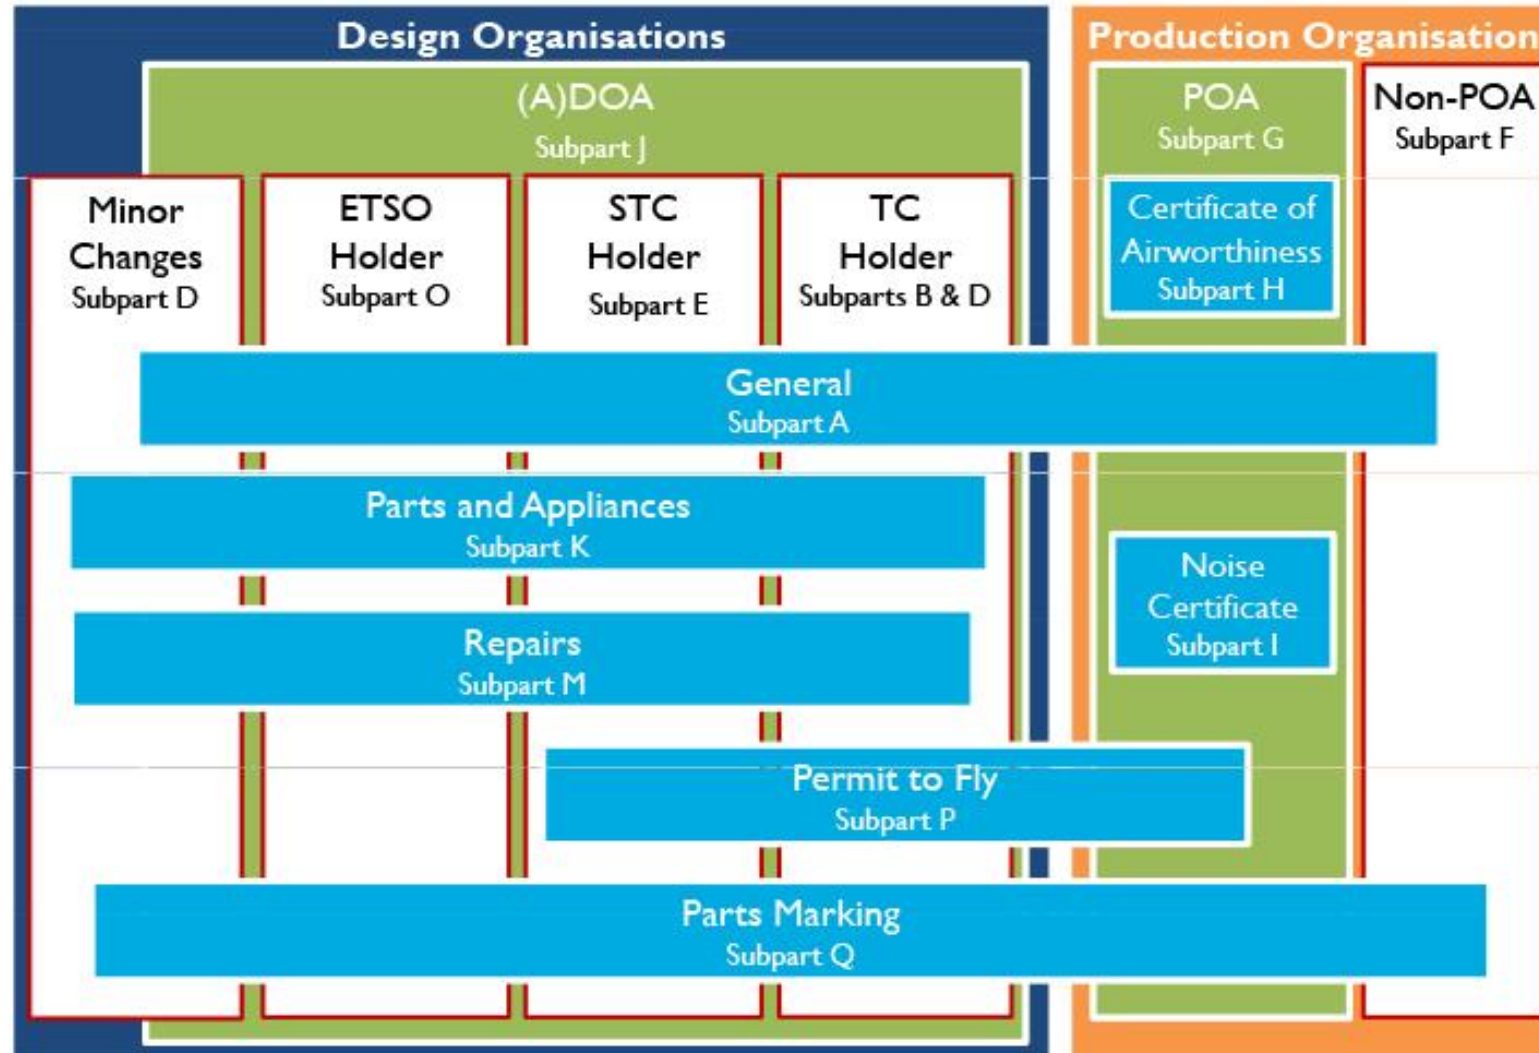 Design Organisations
Production Organisation
(A)DOA
Subpart J
POA
Subpart G
Non-POA
Subpart F
Minor
Changes
Subpart D
ETSO
Holder
Subpart O
STC
Holder
Subpart E
TC
Holder
Subparts B & D
Certificate of
Airworthiness
Subpart H
General
Subpart A
Parts and Appliances
Subpart K
Noise
Certificate
Subpart I
Repairs
Subpart M
Permit to Fly
Subpart P
Parts Marking
Subpart Q